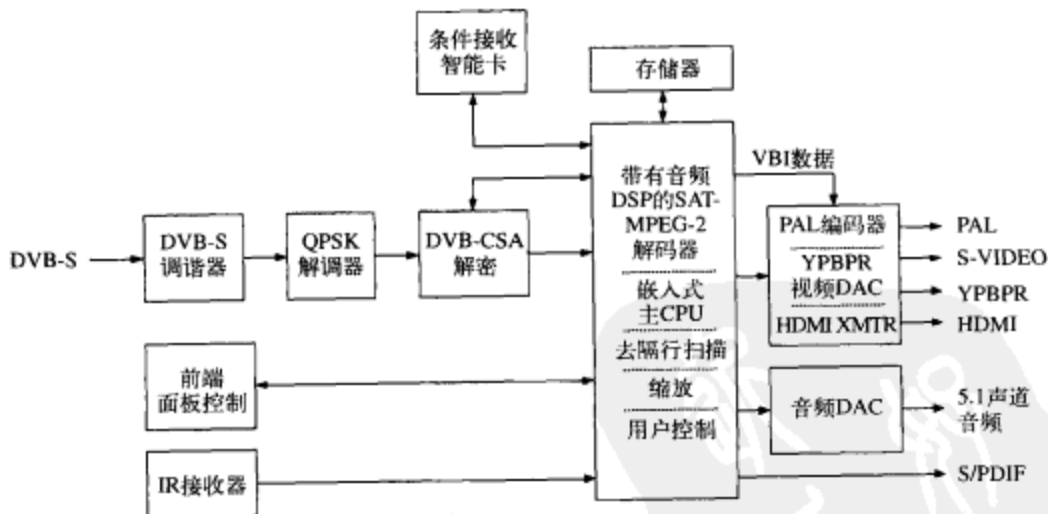 条件接收
智能卡
存储器
带有音频
DSP的SAT-
MPEG-2
解码器
嵌入式
主CPU
去隔行扫描
缩放
用户控制
VBI数据
DVB-S
DVB-S
调谐器
QPSK
解调器
DVB-CSA
解密
PAL编码器
YPBPR
视频DAC
HDMI XMTR
PAL
S-VIDEO
YPBPR
HDMI
前端
面板控制
音频DAC
5.1声道
音频
IR接收器
S/PDIF